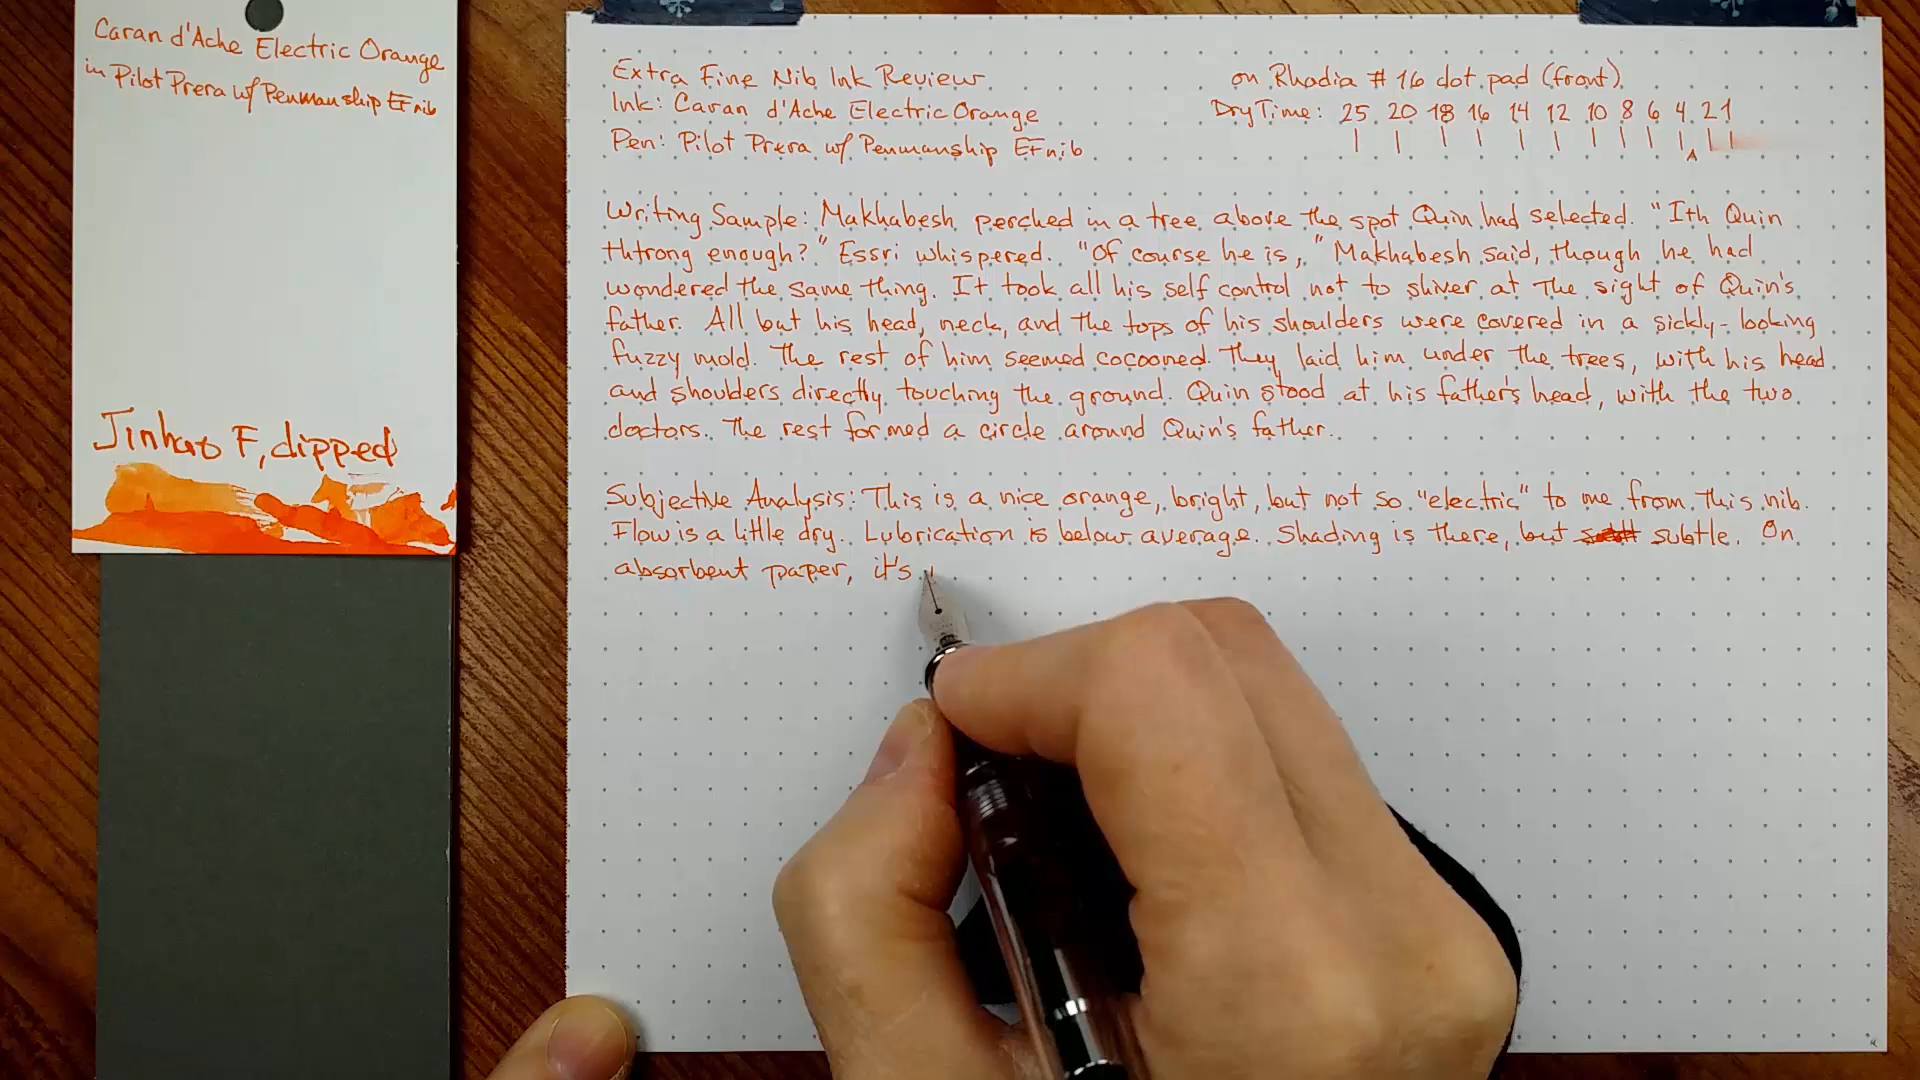 Caran d'Ache Electric Orange
in Pilot Prera w/ Penmanship EF nib
Jinhao F, dipped
Extra Fine Nib Ink Review
Ink: Caran d'Ache Electric Orange
Pen: Pilot Prera w/ Penmanship EF nib
on Rhodia #16 dot pad (front)
Dry Time: 25 20 18 16 14 12 10 8 6 4 2 1
Writing Sample: Makhabesh perched in a tree above the spot Quin had selected. "Ith Quin
thtrong enough?" Essri whispered. "Of course he is," Makhabesh said, though he had
wondered the same thing. It took all his self control not to shiver at the sight of Quin's
father. All but his head, neck, and the tops of his shoulders were covered in a sickly-looking
fuzzy mold. The rest of him seemed cocooned. They laid him under the trees, with his head
and shoulders directly touching the ground. Quin stood at his father's head, with the two
doctors. The rest formed a circle around Quin's father.
Subjective Analysis: This is a nice orange, bright, but not so "electric" to me from this nib.
Flow is a little dry. Lubrication is below average. Shading is there, but subtle. On
absorbent paper, it's